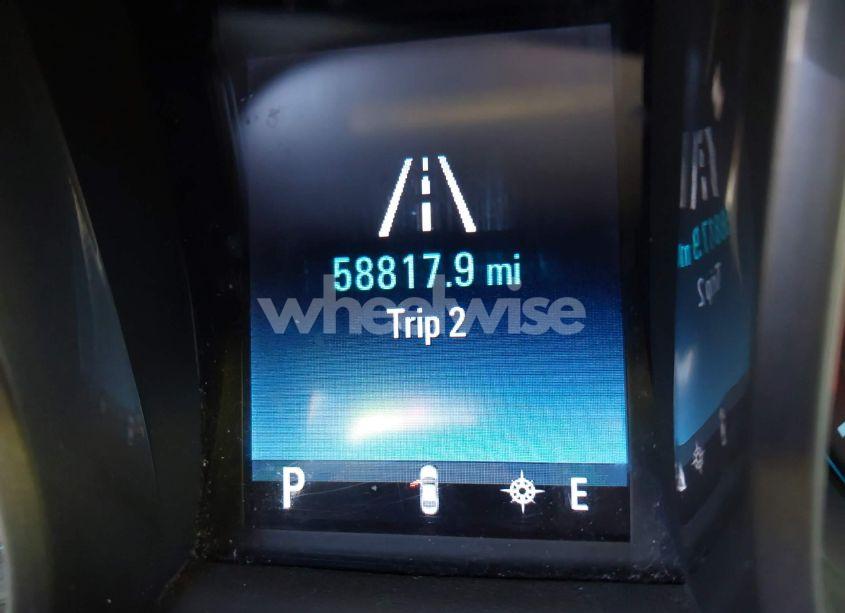 58817.9 mi
wheelwise
Trip 2
P E